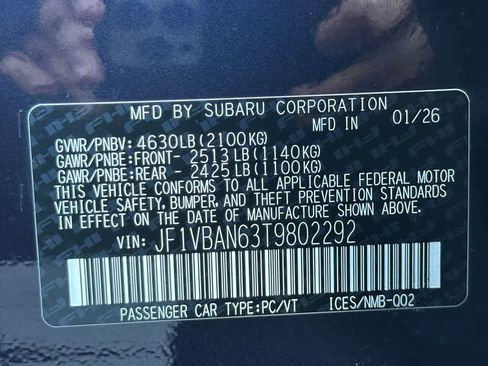 MFD BY SUBARU CORPORATION
MFD IN 01/26
GVWR/PNBV: 4630LB(2100KG)
GAWR/PNBE:FRONT- 2513LB(1140KG)
GAWR/PNBE:REAR - 2425LB(1100KG)
THIS VEHICLE CONFORMS TO ALL APPLICABLE FEDERAL MOTOR
VEHICLE SAFETY, BUMPER, AND THEFT PREVENTION STANDARDS
IN EFFECT ON THE DATE OF MANUFACTURE SHOWN ABOVE.
VIN: JF1VBAN63T9802292
PASSENGER CAR TYPE:PC/VT ICES/NMB-002